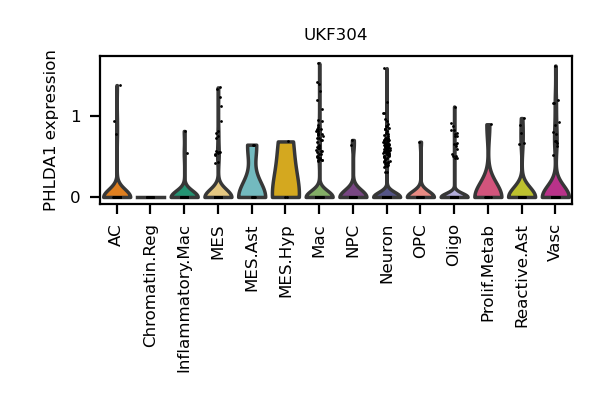 UKF304
PHLDA1 expression
1
0
AC
Chromatin.Reg
Inflammatory.Mac
MES
MES.Ast
MES.Hyp
Mac
NPC
Neuron
OPC
Oligo
Prolif.Metab
Reactive.Ast
Vasc